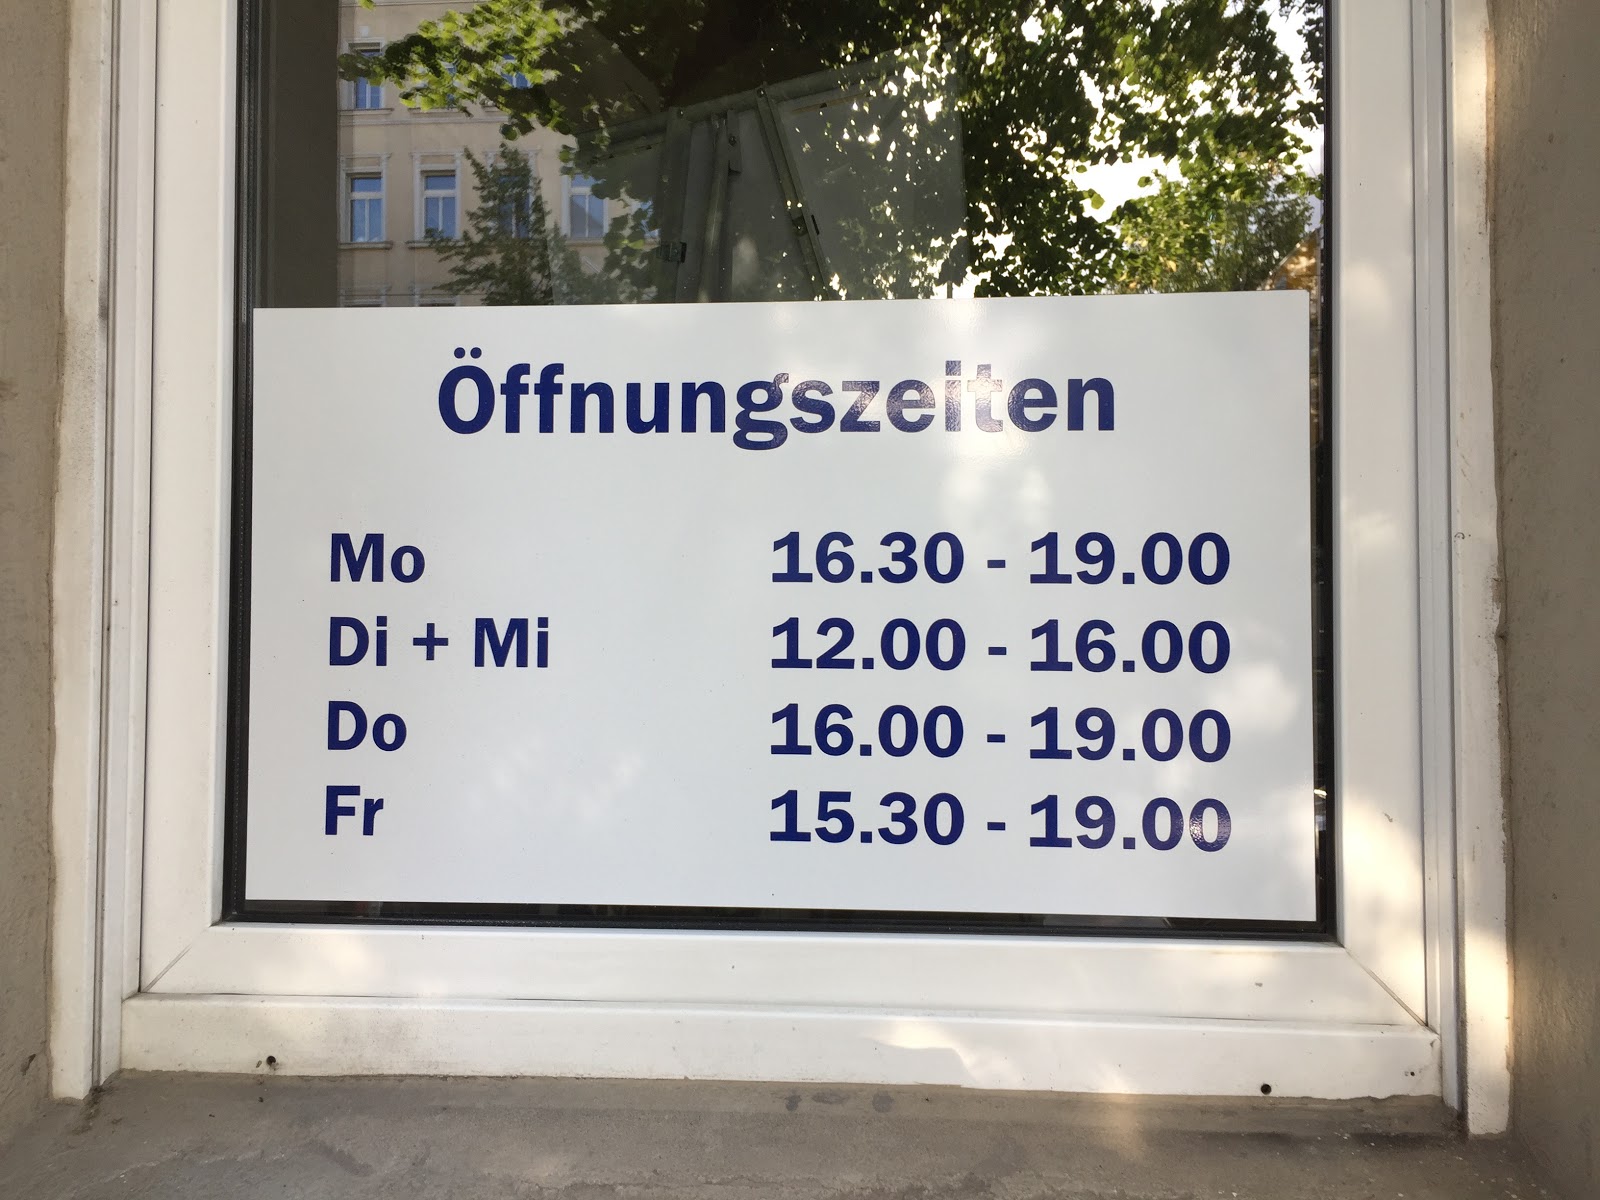 Öffnungszeiten
Mo 16.30 - 19.00
Di + Mi 12.00 - 16.00
Do 16.00 - 19.00
Fr 15.30 - 19.00